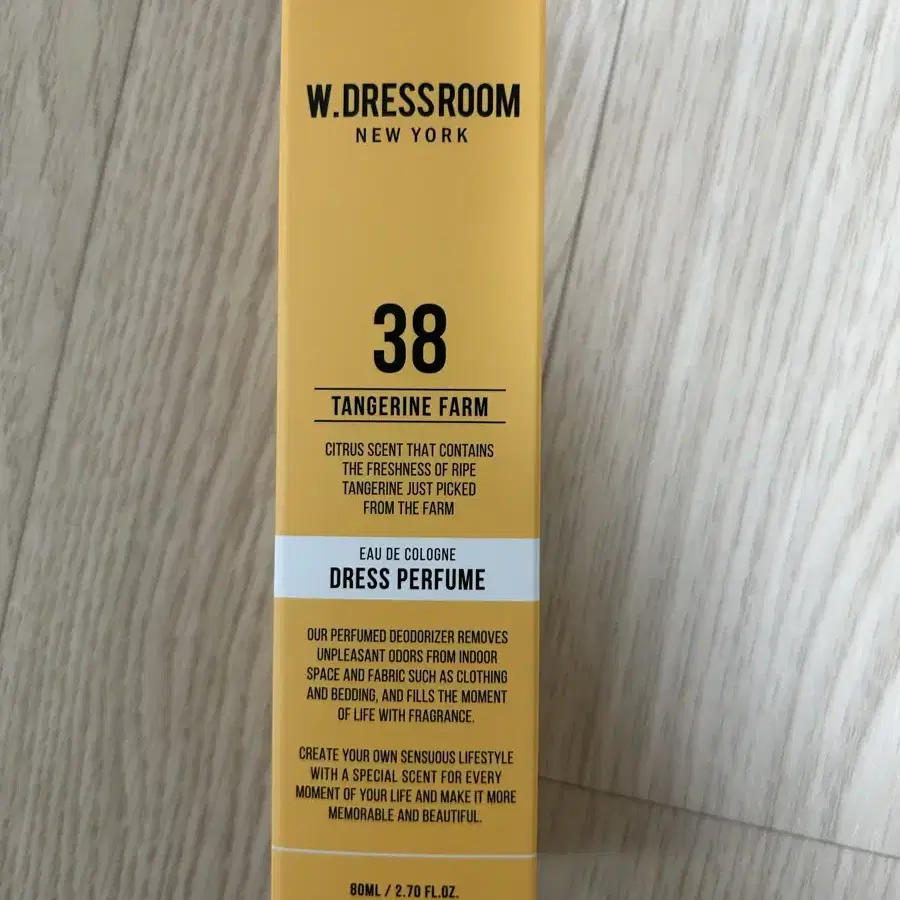 W.DRESSROOM
NEW YORK
38
TANGERINE FARM
CITRUS SCENT THAT CONTAINS
THE FRESHNESS OF RIPE
TANGERINE JUST PICKED
FROM THE FARM
EAU DE COLOGNE
DRESS PERFUME
OUR PERFUMED DEODORIZER REMOVES
UNPLEASANT ODORS FROM INDOOR
SPACE AND FABRIC SUCH AS CLOTHING
AND BEDDING, AND FILLS THE MOMENT
OF LIFE WITH FRAGRANCE.
CREATE YOUR OWN SENSUOUS LIFESTYLE
WITH A SPECIAL SCENT FOR EVERY
MOMENT OF YOUR LIFE AND MAKE IT MORE
MEMORABLE AND BEAUTIFUL.
80ML / 2.70 FL.OZ.